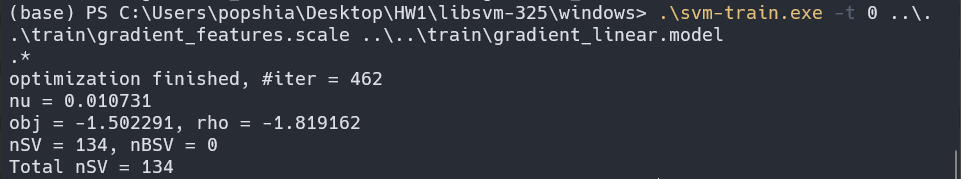 (base) PS C:\Users\popshia\Desktop\HW1\libsvm-325\windows> .\svm-train.exe -t 0 ..\.
.\train\gradient_features.scale ..\..\train\gradient_linear.model
.*
optimization finished, #iter = 462
nu = 0.010731
obj = -1.502291, rho = -1.819162
nSV = 134, nBSV = 0
Total nSV = 134